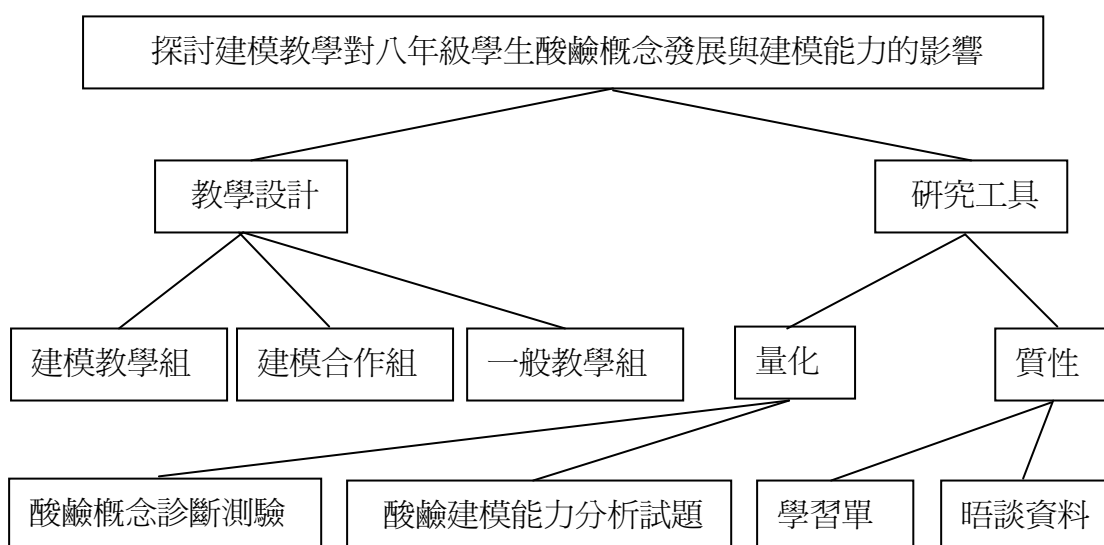 探討建模教學對八年級學生酸鹼概念發展與建模能力的影響
教學設計
研究工具
建模教學組
建模合作組
一般教學組
量化
質性
酸鹼概念診斷測驗
酸鹼建模能力分析試題
學習單
晤談資料